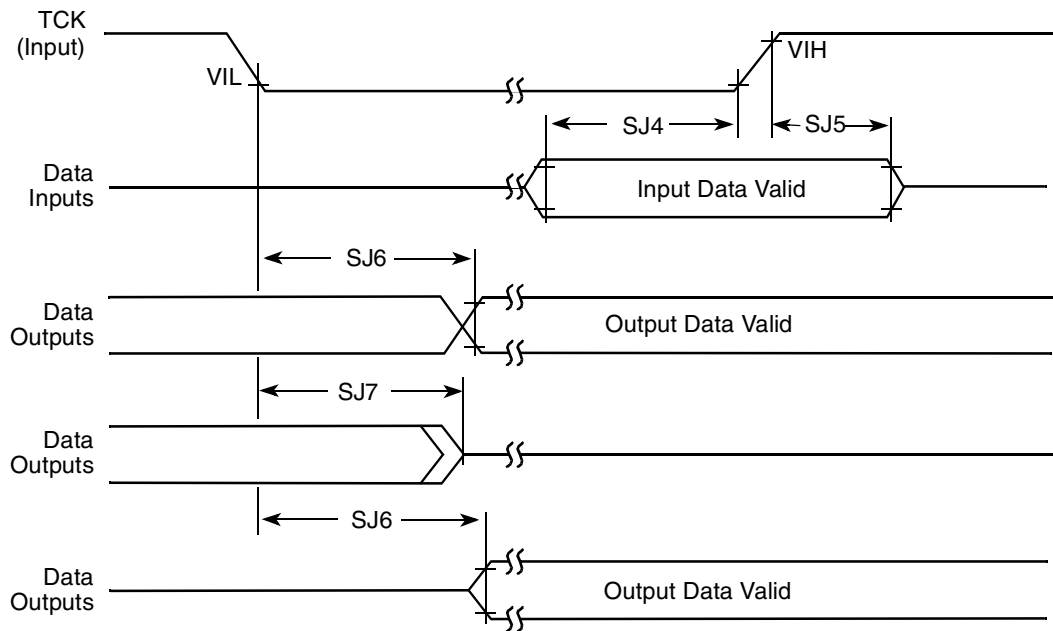 TCK
(Input)
VIL
VIH
SJ4
SJ5
Data
Inputs
Input Data Valid
SJ6
Data
Outputs
Output Data Valid
SJ7
Data
Outputs
SJ6
Data
Outputs
Output Data Valid